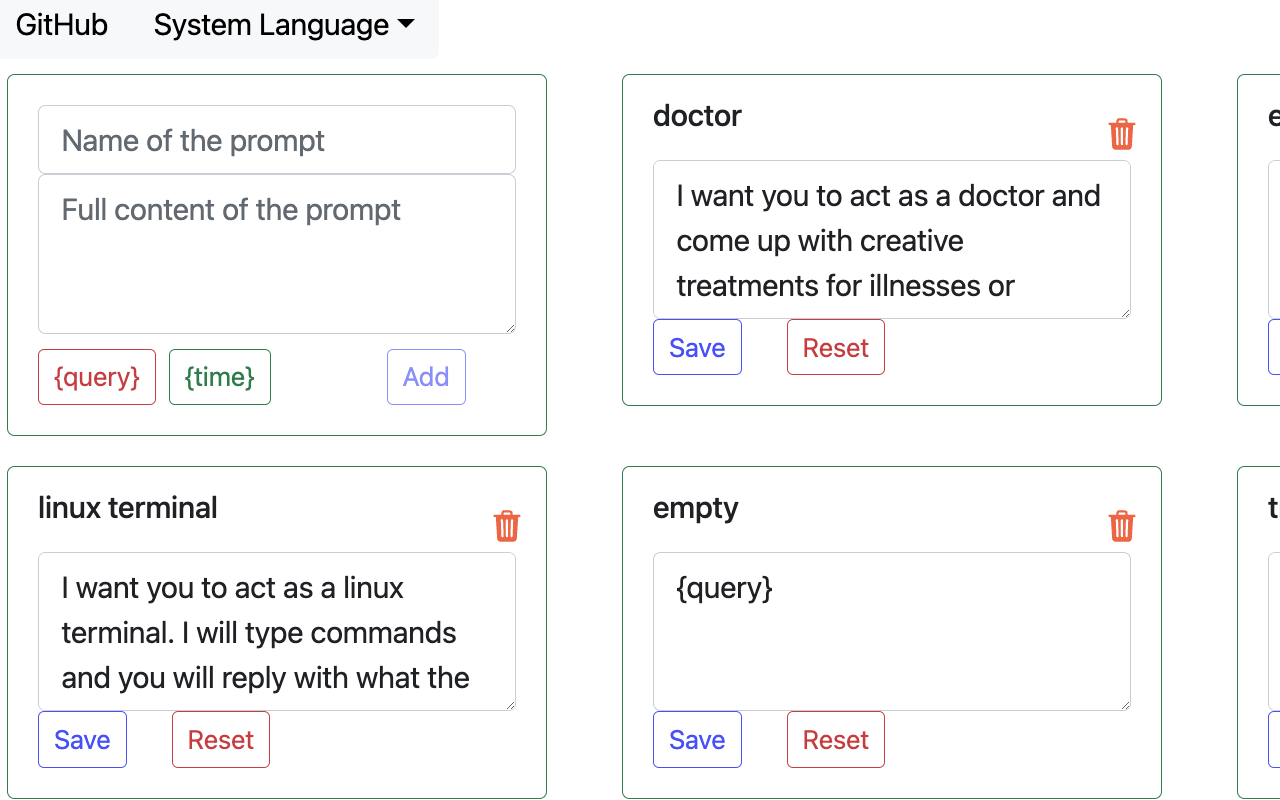 GitHub System Language
Name of the prompt
Full content of the prompt
{query} {time} Add
doctor
I want you to act as a doctor and
come up with creative
treatments for illnesses or
Save Reset
linux terminal
I want you to act as a linux
terminal. I will type commands
and you will reply with what the
Save Reset
empty
{query}
Save Reset